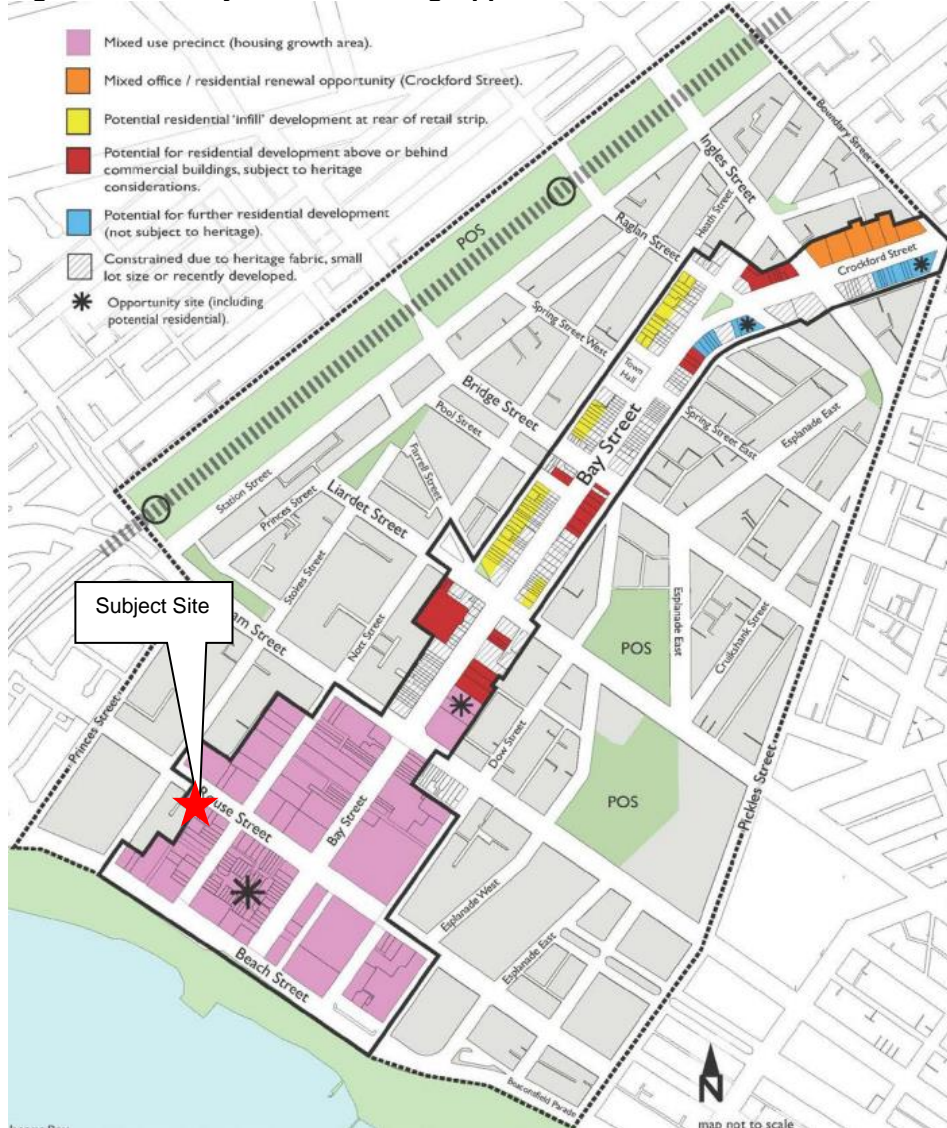 Mixed use precinct (housing growth area).
Mixed office / residential renewal opportunity (Crockford Street).
Potential residential 'infill' development at rear of retail strip.
Potential for residential development above or behind
commercial buildings, subject to heritage
considerations.
Potential for further residential development
(not subject to heritage).
Constrained due to heritage fabric, small
lot size or recently developed.
Opportunity site (including
potential residential).
POS
Boundary Street
Ingles Street
Heath Street
Raglan Street
Crockford Street
Spring Street West
Town
Hall
Bridge Street
Pool Street
Bay Street
Spring Street East
Esplanade East
Farrell Street
Station Street
Princes Street
Liardet Street
Stokes Street
Nott Street
Street
Subject Site
Princes Street
Street
Bay Street
Dow Street
POS
Esplanade East
Cruikshank Street
POS
Pickles Street
Esplanade West
Esplanade East
Beach Street
Beaconsfield Parade
N
map not to scale